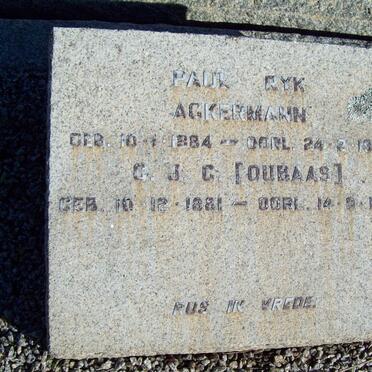 PAUL RYK
ACKERMANN
GEB. 10·1·1884 — OORL. 24·2·19
C. J. C. [OUBAAS]
GEB. 10·12·1881 — OORL. 14·9·1
RUS IN VREDE.